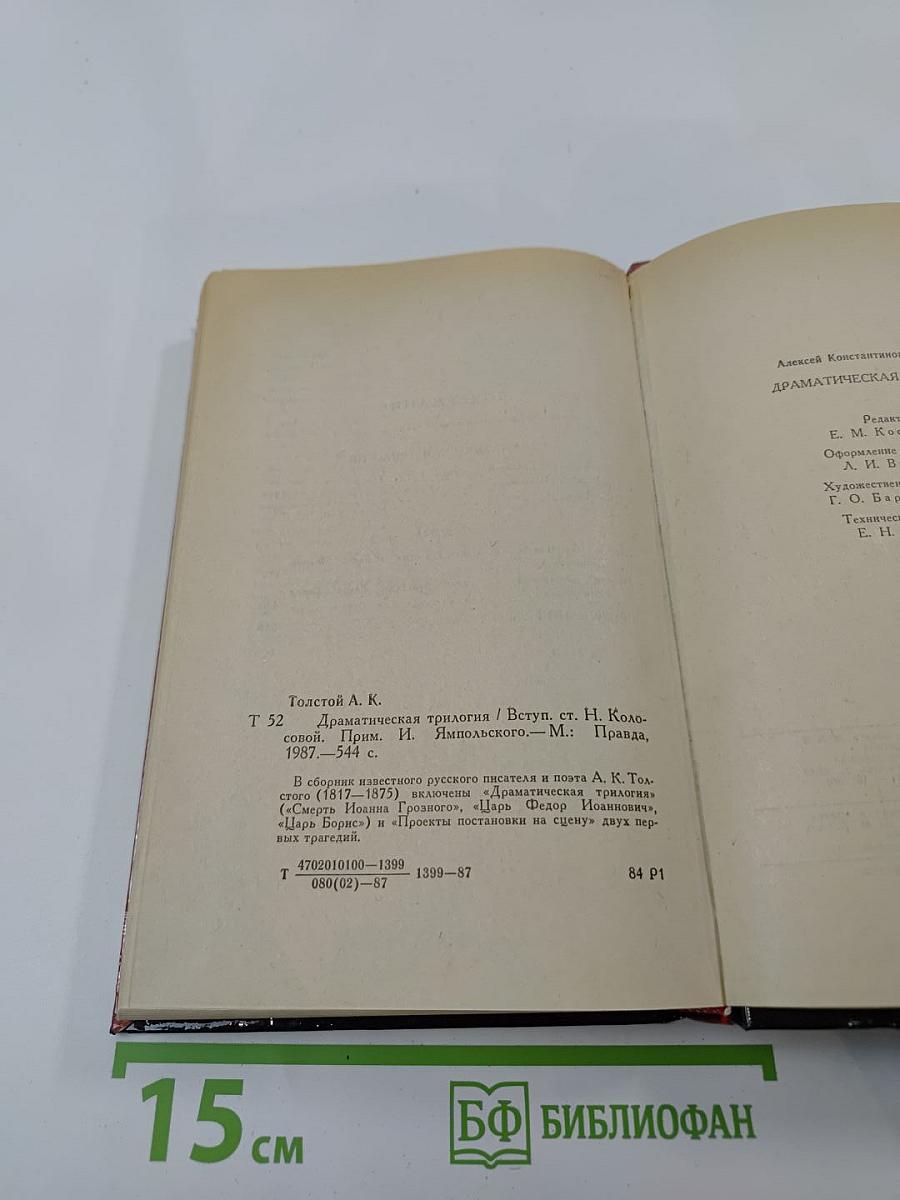 Толстой А. К.
Т 52 Драматическая трилогия / Вступ. ст. Н. Коло-
совой. Прим. И. Ямпольского.— М.: Правда,
1987.—544 с.
В сборник известного русского писателя и поэта А. К. Тол-
стого (1817—1875) включены «Драматическая трилогия»
(«Смерть Иоанна Грозного», «Царь Федор Иоаннович»,
«Царь Борис») и «Проекты постановки на сцену» двух пер-
вых трагедий.
Т 4702010100—1399 1399—87 84 Р1
080(02)—87
Алексей Константинов
ДРАМАТИЧЕСКАЯ
Редакт
Е. М. Кос
Оформление
Л. И. В
Художествен
Г. О. Бар
Техническ
Е. Н.
15 см
БФ БИБЛИОФАН